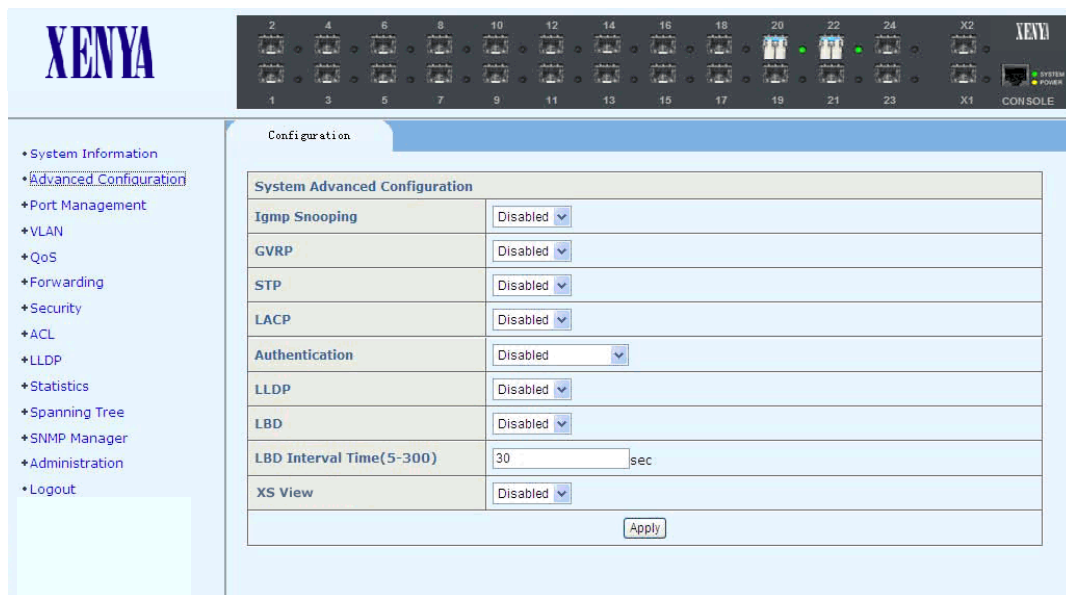 XENYA
2 4 6 8 10 12 14 16 18 20 22 24 X2 XENYA
SYSTEM
POWER
1 3 5 7 9 11 13 15 17 19 21 23 X1 CONSOLE
Configuration
System Information
Advanced Configuration
Port Management
VLAN
QoS
Forwarding
Security
ACL
LLDP
Statistics
Spanning Tree
SNMP Manager
Administration
Logout
System Advanced Configuration
Igmp Snooping Disabled
GVRP Disabled
STP Disabled
LACP Disabled
Authentication Disabled
LLDP Disabled
LBD Disabled
LBD Interval Time(5-300) 30 sec
XS View Disabled
Apply